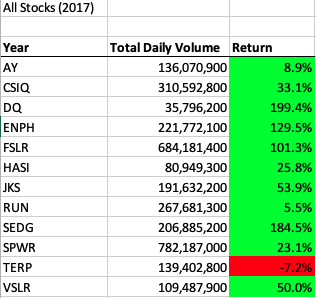 All Stocks (2017)
Year Total Daily Volume Return
AY 136,070,900 8.9%
CSIQ 310,592,800 33.1%
DQ 35,796,200 199.4%
ENPH 221,772,100 129.5%
FSLR 684,181,400 101.3%
HASI 80,949,300 25.8%
JKS 191,632,200 53.9%
RUN 267,681,300 5.5%
SEDG 206,885,200 184.5%
SPWR 782,187,000 23.1%
TERP 139,402,800 -7.2%
VSLR 109,487,900 50.0%